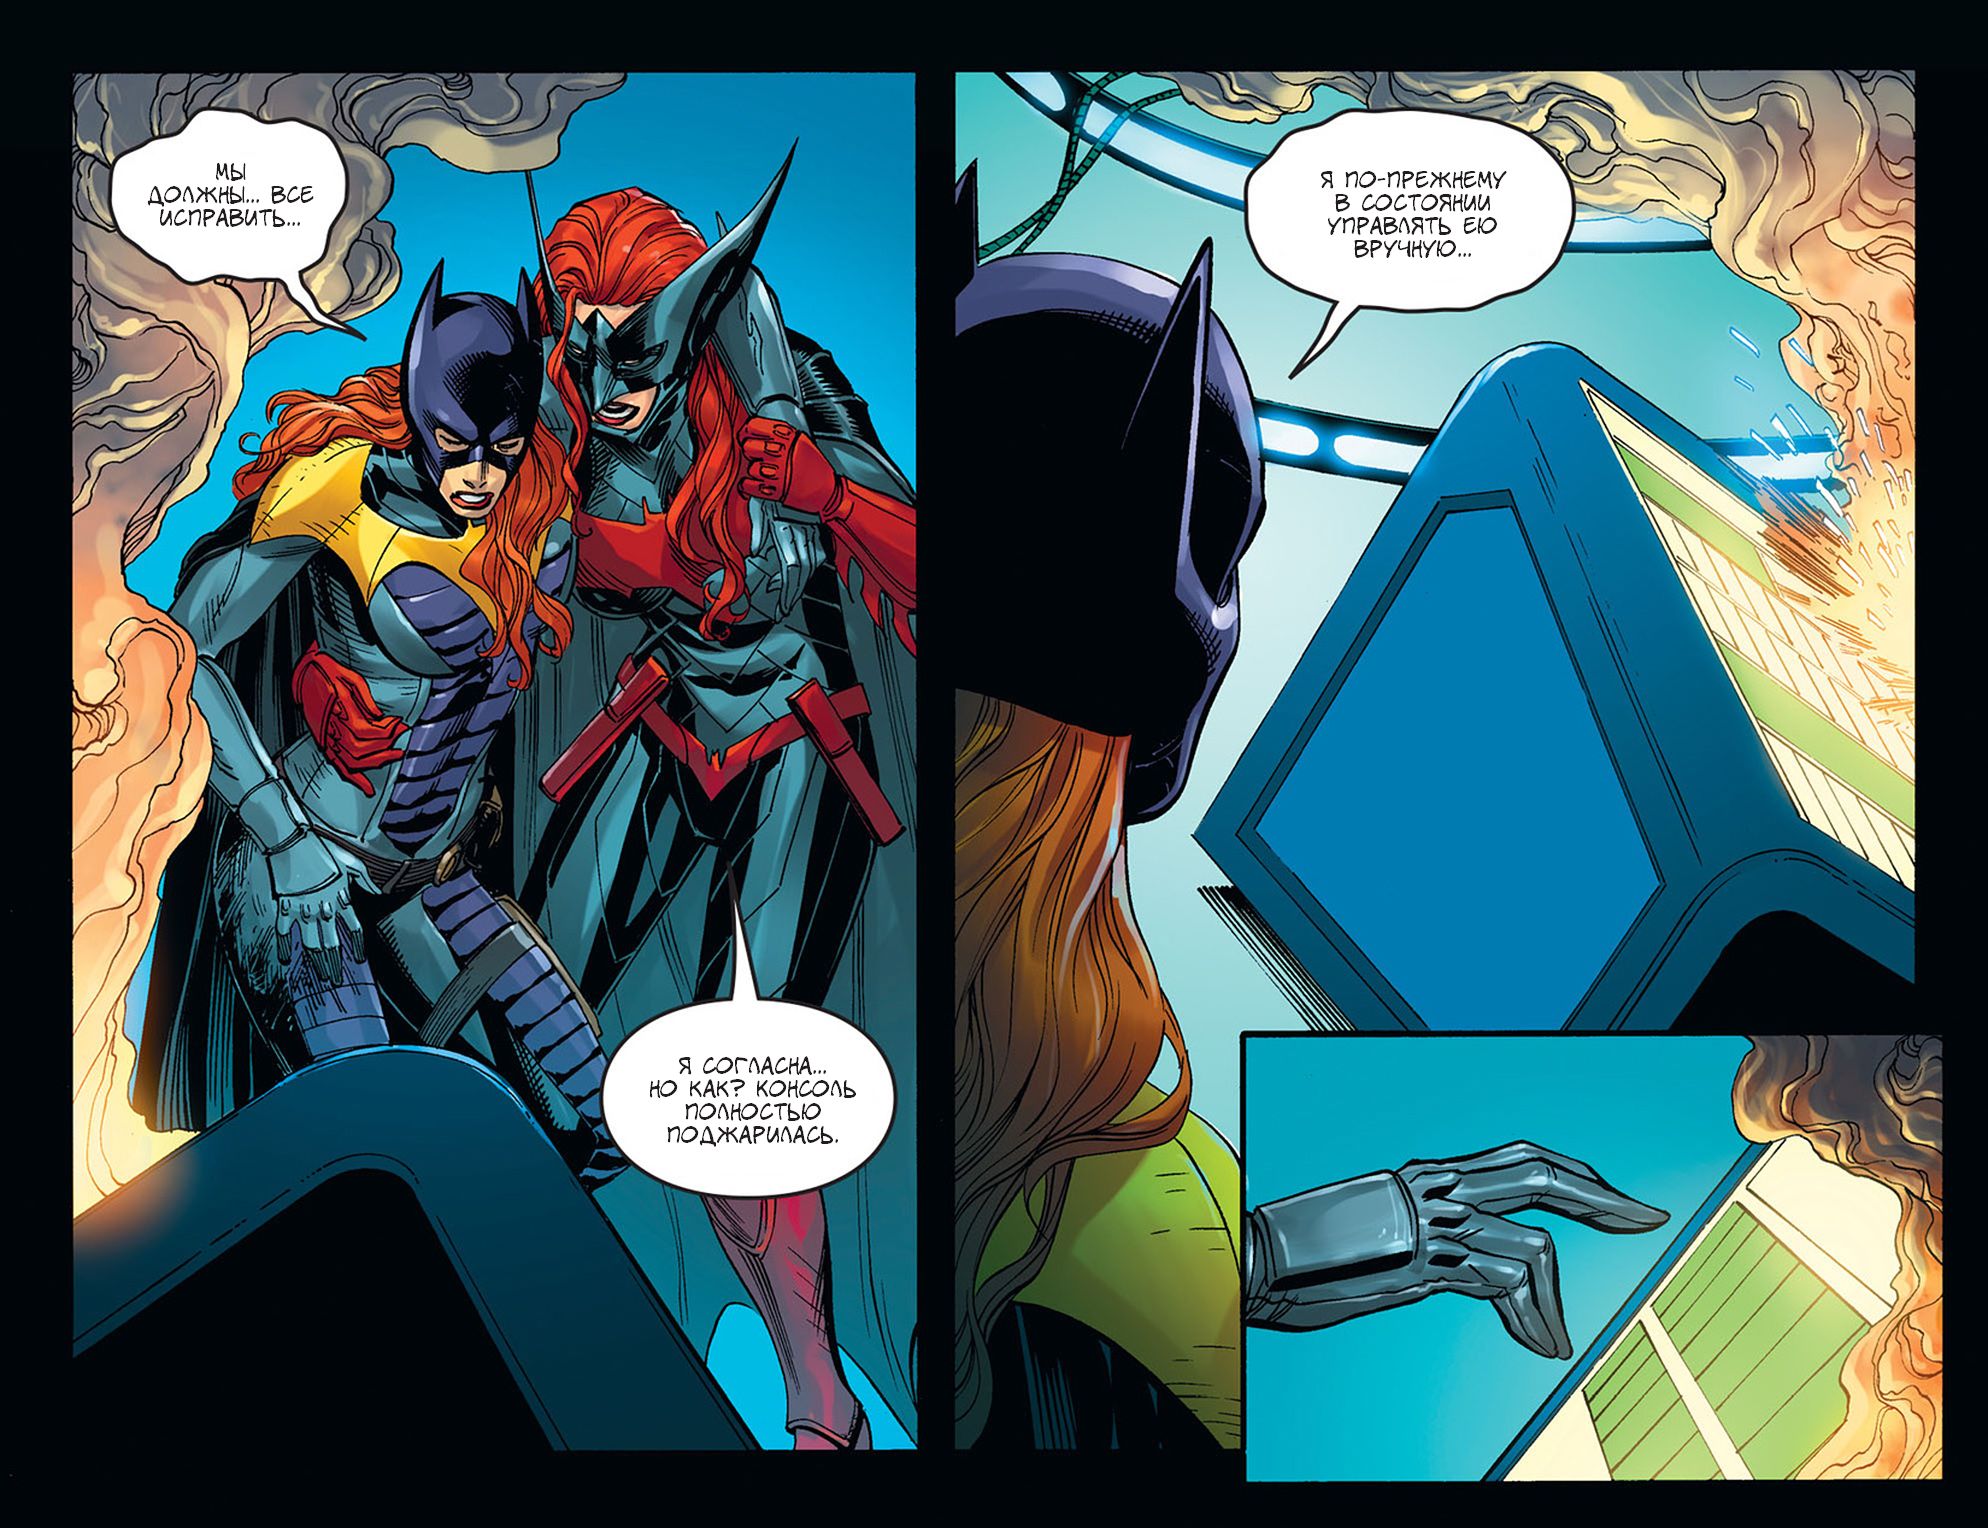 МЫ
ДОЛЖНЫ... ВСЕ
ИСПРАВИТЬ...
Я СОГЛАСНА...
НО КАК? КОНСОЛЬ
ПОЛНОСТЬЮ
ПОДЖАРИЛАСЬ.
Я ПО-ПРЕЖНЕМУ
В СОСТОЯНИИ
УПРАВЛЯТЬ ЕЮ
ВРУЧНУЮ...